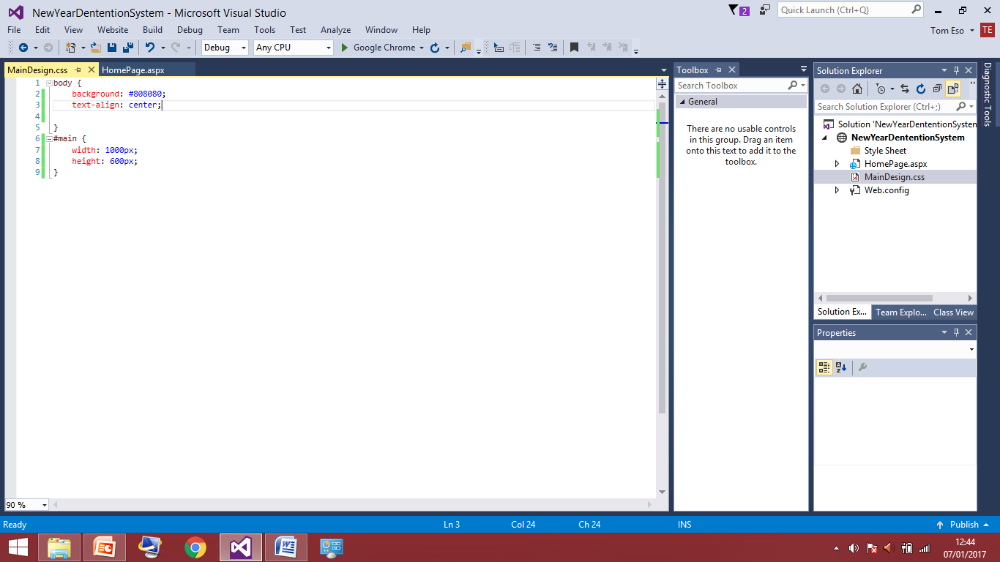 NewYearDententionSystem - Microsoft Visual Studio
2
Quick Launch (Ctrl+Q)
File Edit View Website Build Debug Team Tools Test Analyze Window Help
Tom Eso TE
Debug Any CPU Google Chrome
MainDesign.css HomePage.aspx
1 body {
2 background: #808080;
3 text-align: center;
4
5 }
6 #main {
7 width: 1000px;
8 height: 600px;
9 }
90 %
Toolbox
Search Toolbox
General
There are no usable controls
in this group. Drag an item
onto this text to add it to the
toolbox.
Solution Explorer
Search Solution Explorer (Ctrl+;)
Solution 'NewYearDententionSystem
NewYearDententionSystem
Style Sheet
HomePage.aspx
MainDesign.css
Web.config
Solution Ex... Team Explo... Class View
Properties
Diagnostic Tools
Ready Ln 3 Col 24 Ch 24 INS Publish
12:44
07/01/2017